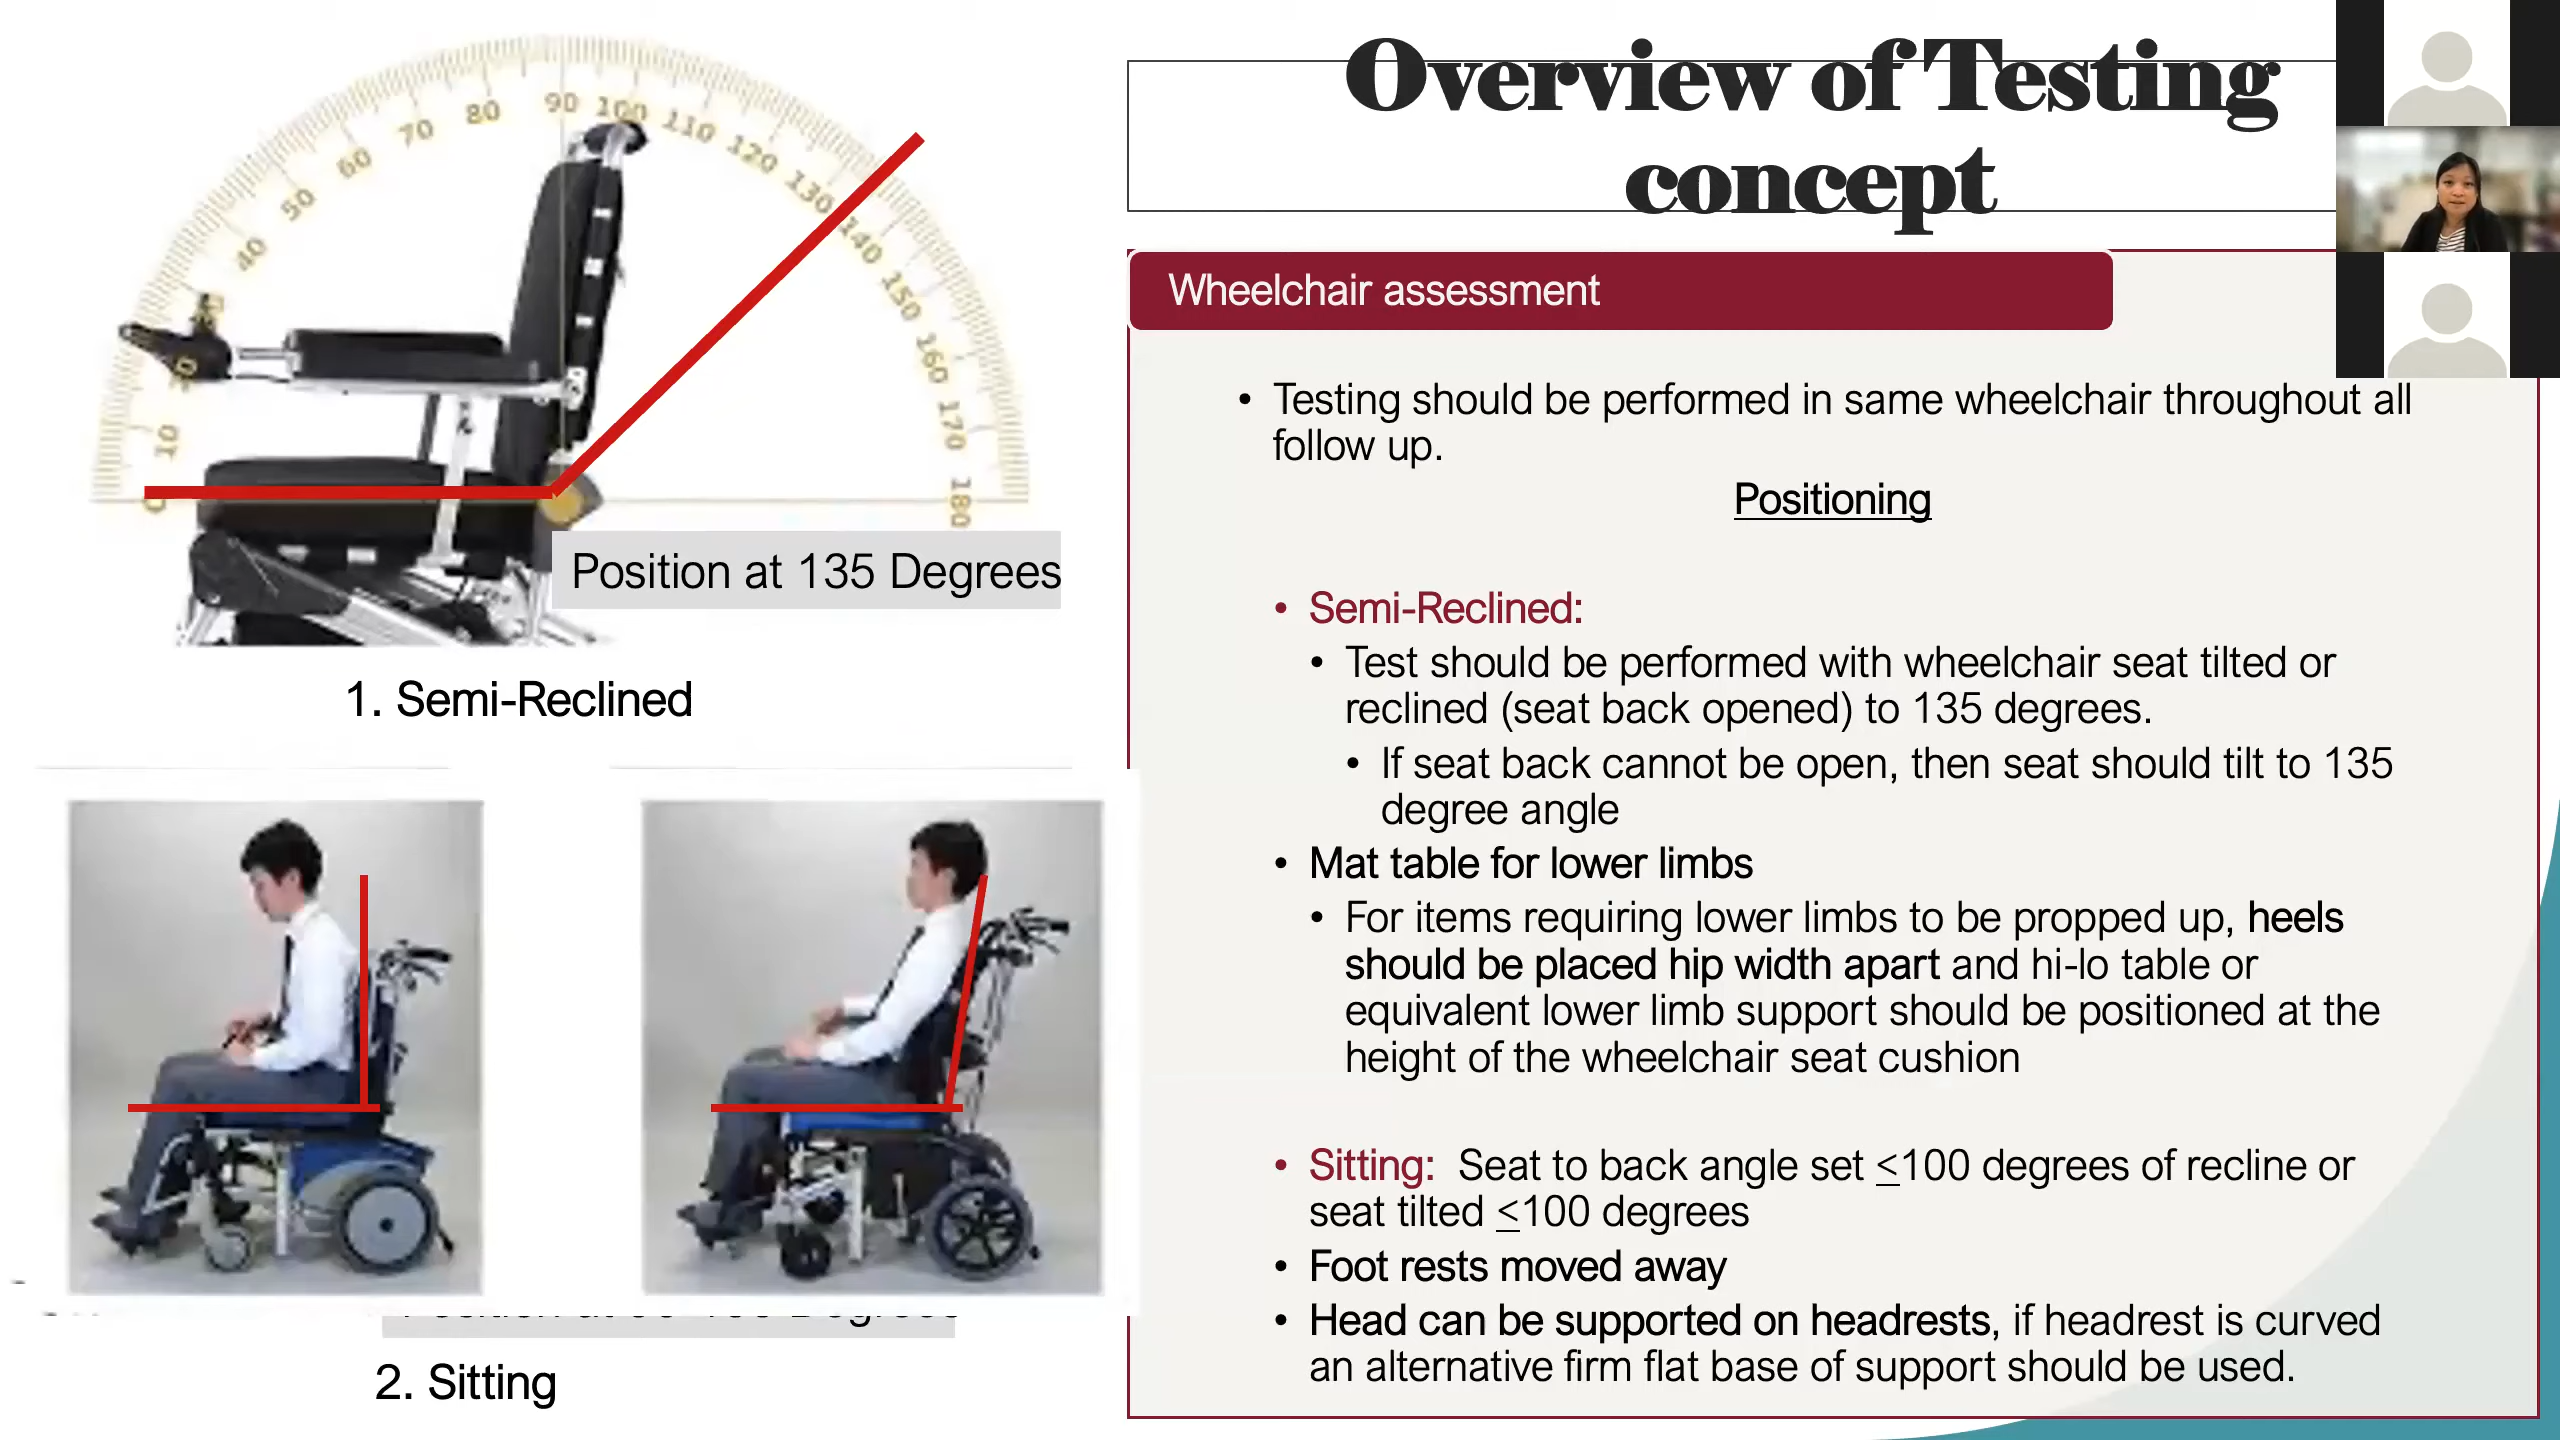 Overview of Testing
concept
Wheelchair assessment
• Testing should be performed in same wheelchair throughout all
follow up.
Positioning
• Semi-Reclined:
• Test should be performed with wheelchair seat tilted or
reclined (seat back opened) to 135 degrees.
• If seat back cannot be open, then seat should tilt to 135
degree angle
• Mat table for lower limbs
• For items requiring lower limbs to be propped up, heels
should be placed hip width apart and hi-lo table or
equivalent lower limb support should be positioned at the
height of the wheelchair seat cushion
• Sitting: Seat to back angle set <100 degrees of recline or
seat tilted <100 degrees
• Foot rests moved away
• Head can be supported on headrests, if headrest is curved
an alternative firm flat base of support should be used.
0 10 20 30 40 50 60 70 80 90 100 110 120 130 140 150 160 170 180
Position at 135 Degrees
1. Semi-Reclined
2. Sitting